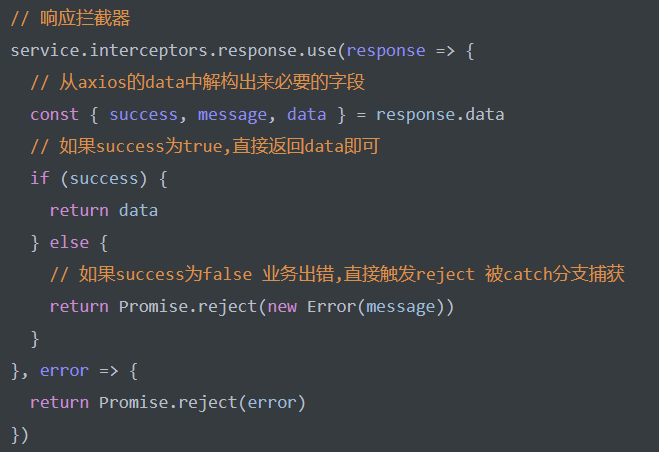 // 响应拦截器
service.interceptors.response.use(response => {
  // 从axios的data中解构出来必要的字段
  const { success, message, data } = response.data
  // 如果success为true,直接返回data即可
  if (success) {
    return data
  } else {
    // 如果success为false 业务出错,直接触发reject 被catch分支捕获
    return Promise.reject(new Error(message))
  }
}, error => {
  return Promise.reject(error)
})